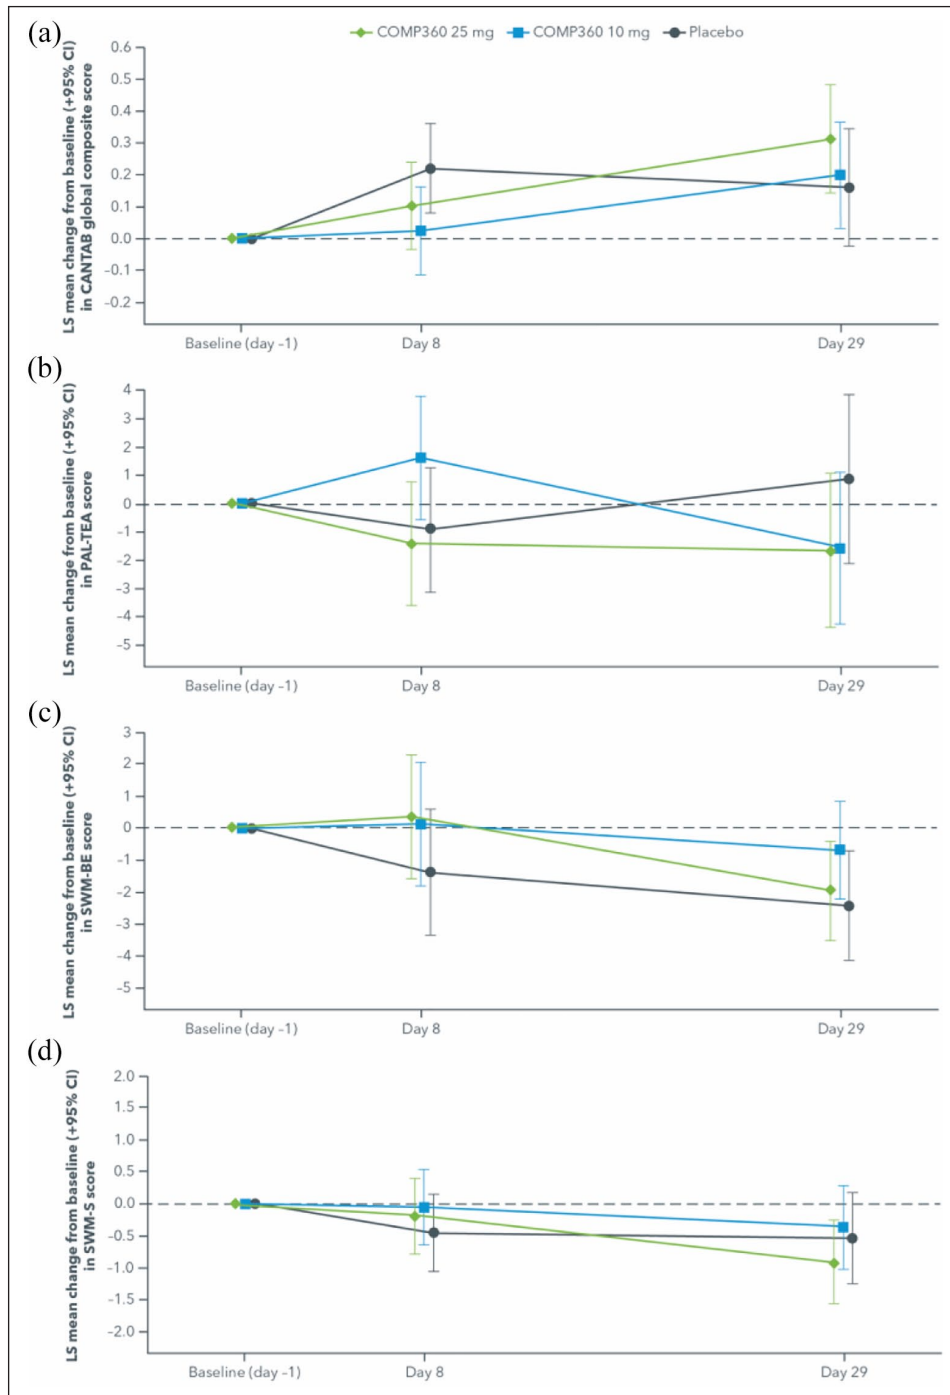 (a)
COMP360 25 mg COMP360 10 mg Placebo
LS mean change from baseline (+95% CI)
in CANTAB global composite score
0.6
0.5
0.4
0.3
0.2
0.1
0.0
–0.1
–0.2
Baseline (day –1) Day 8 Day 29
(b)
LS mean change from baseline (+95% CI)
in PAL-TEA score
4
3
2
1
0
–1
–2
–3
–4
–5
Baseline (day –1) Day 8 Day 29
(c)
LS mean change from baseline (+95% CI)
in SWM-BE score
3
2
1
0
–1
–2
–3
–4
–5
Baseline (day –1) Day 8 Day 29
(d)
LS mean change from baseline (+95% CI)
in SWM-S score
2.0
1.5
1.0
0.5
0.0
–0.5
–1.0
–1.5
–2.0
Baseline (day –1) Day 8 Day 29